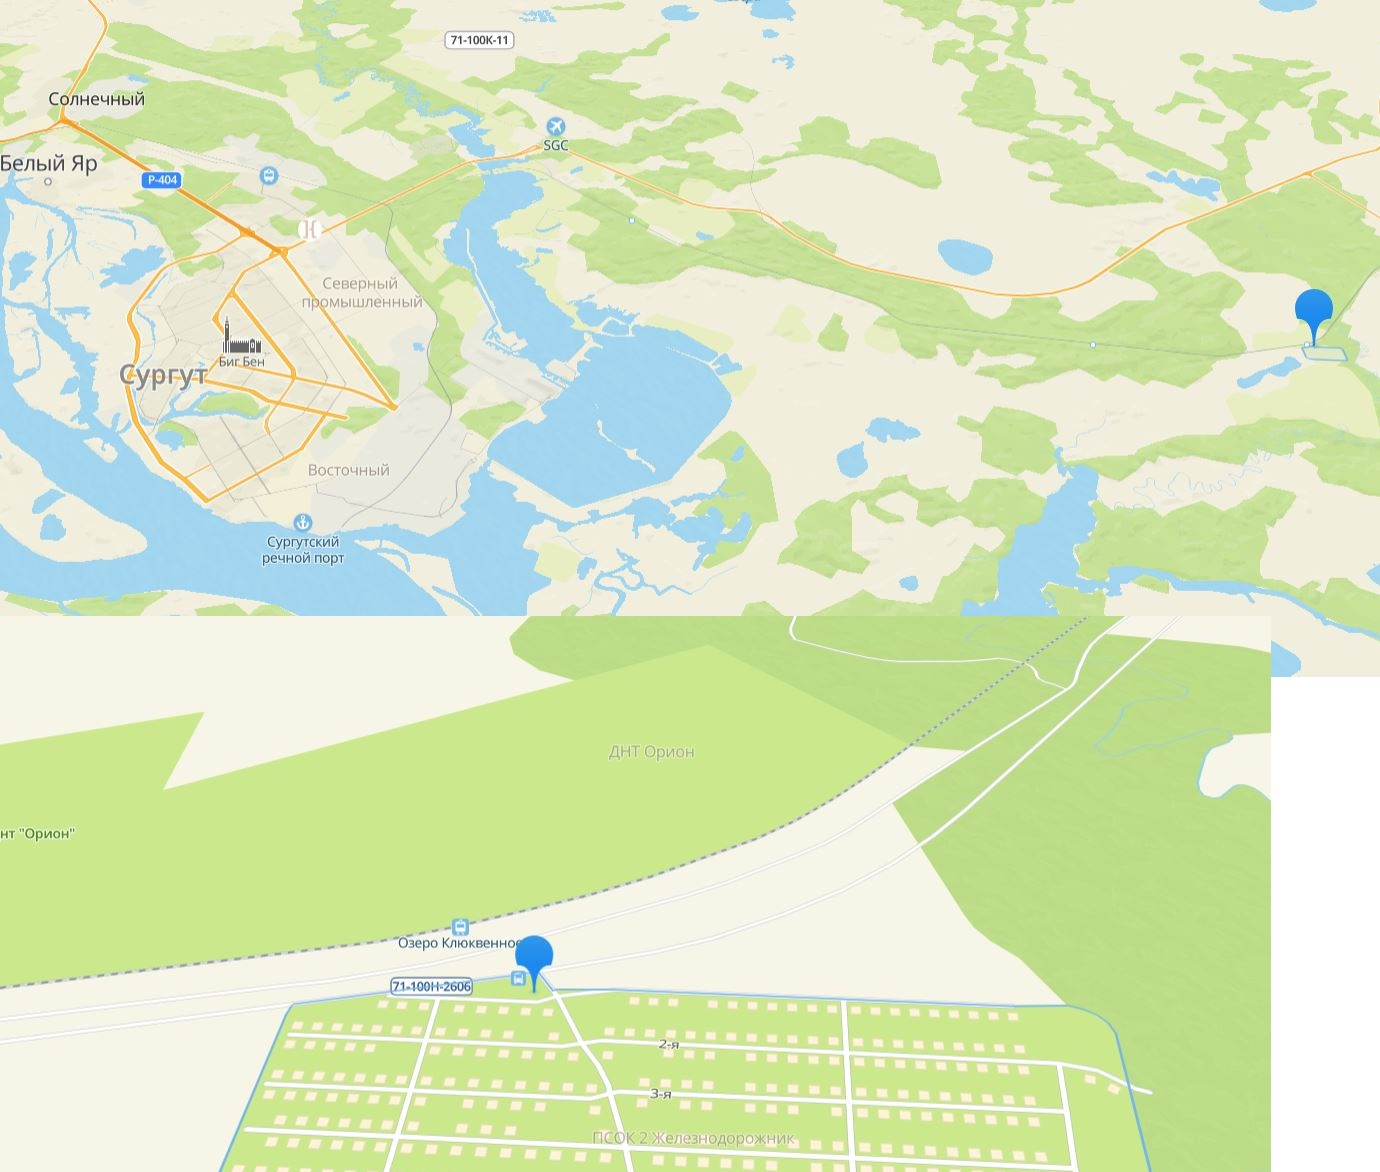 71-100К-11
Солнечный
SGC
Белый Яр
Р-404
Северный
промышленный
Биг Бен
Сургут
Восточный
Сургутский
речной порт
ДНТ Орион
нт "Орион"
Озеро Клюквенное
71-100Н-2606
2-я
3-я
ПСОК 2 Железнодорожник